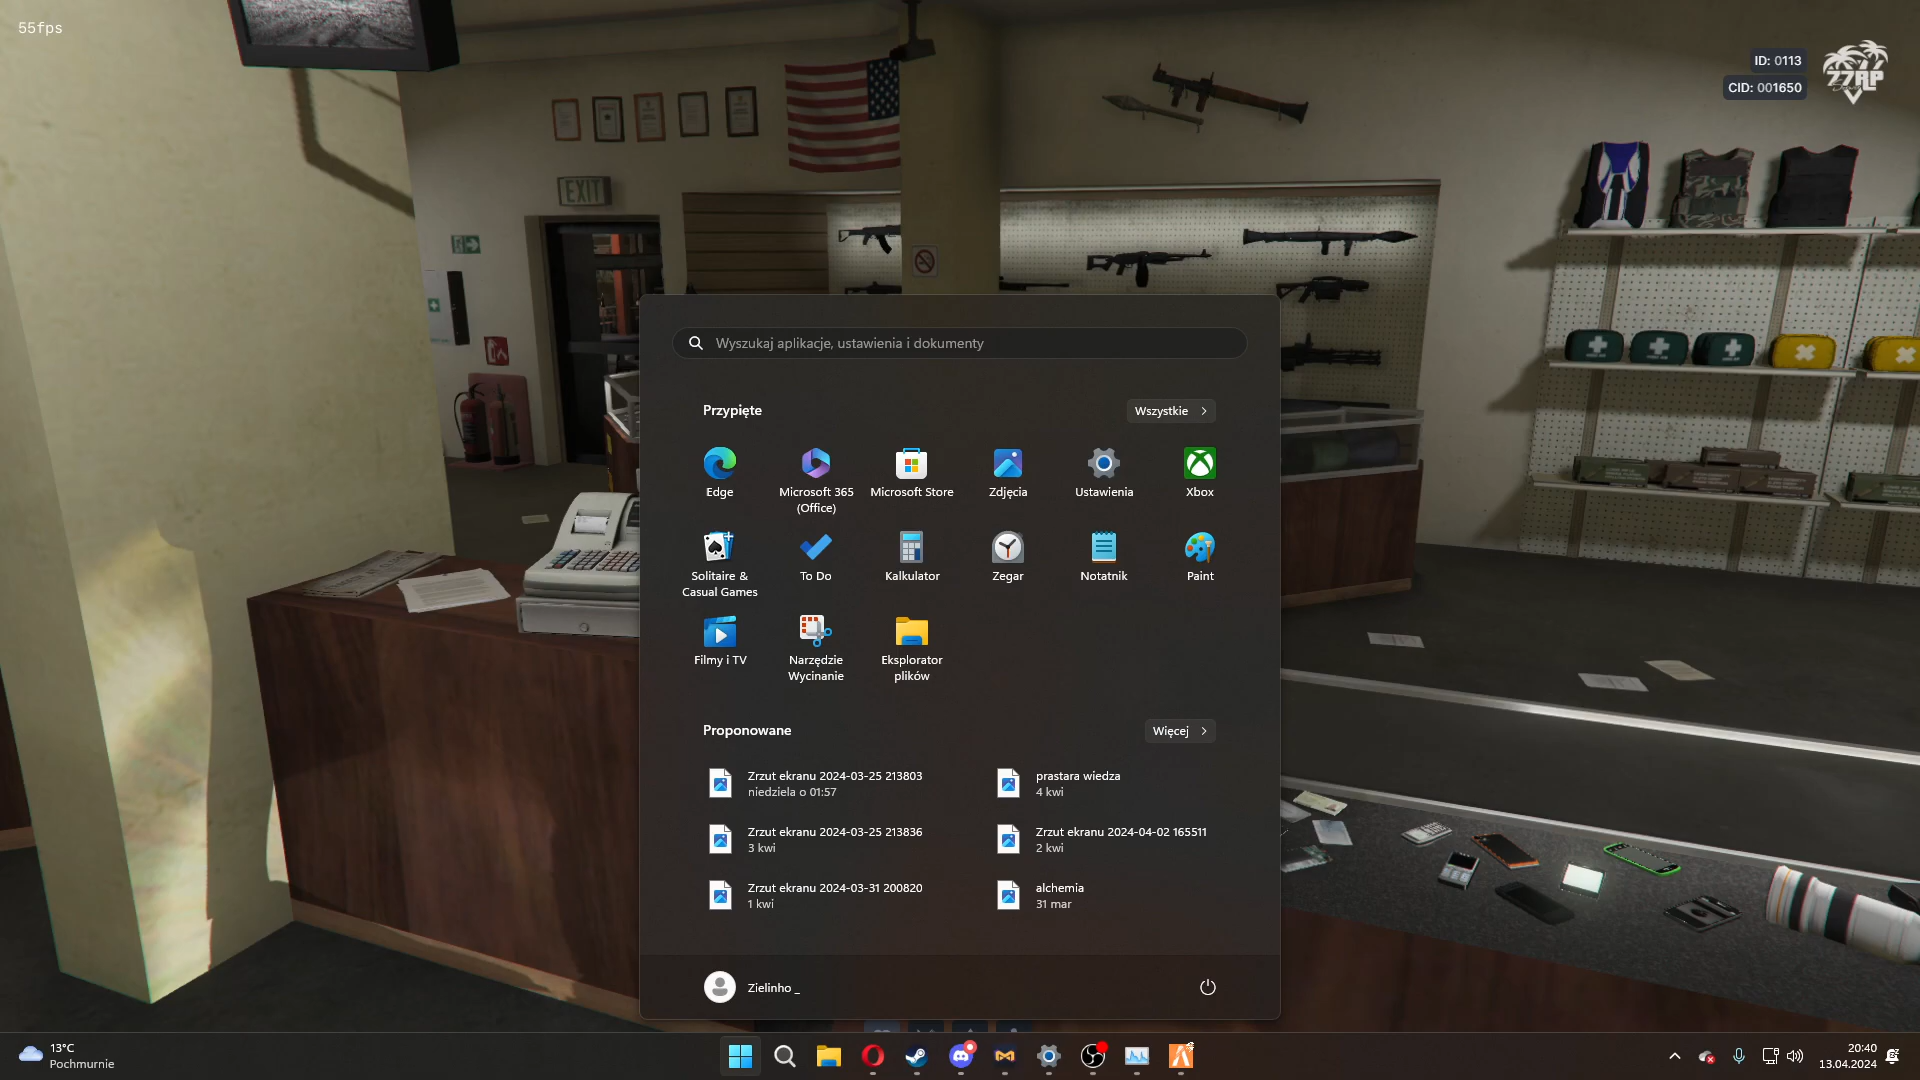 55fps
ID: 0113
CID: 001650
77RP
EXIT
Wyszukaj aplikacje, ustawienia i dokumenty
Przypięte
Wszystkie
Edge
Microsoft 365
(Office)
Microsoft Store
Zdjęcia
Ustawienia
Xbox
Solitaire &
Casual Games
To Do
Kalkulator
Zegar
Notatnik
Paint
Filmy i TV
Narzędzie
Wycinanie
Eksplorator
plików
Proponowane
Więcej
Zrzut ekranu 2024-03-25 213803
niedziela o 01:57
prastara wiedza
4 kwi
Zrzut ekranu 2024-03-25 213836
3 kwi
Zrzut ekranu 2024-04-02 165511
2 kwi
Zrzut ekranu 2024-03-31 200820
1 kwi
alchemia
31 mar
Zielinho _
13°C
Pochmurnie
20:40
13.04.2024